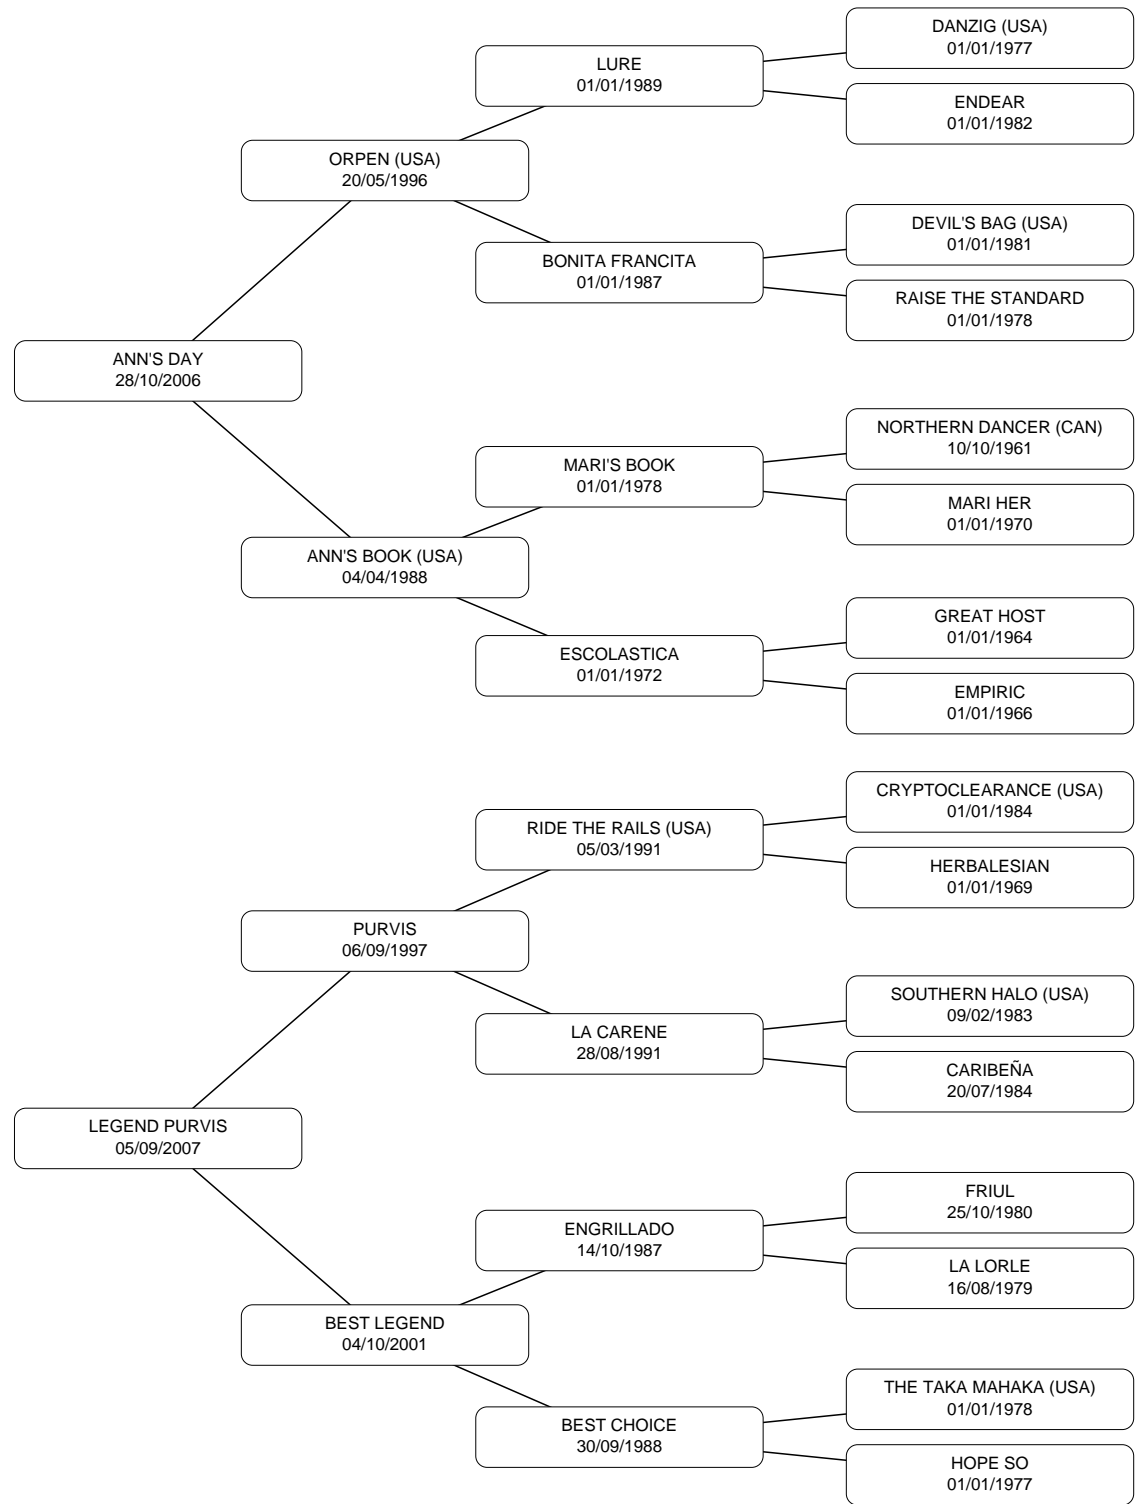 DANZIG (USA)
01/01/1977
LURE
01/01/1989
ENDEAR
01/01/1982
ORPEN (USA)
20/05/1996
DEVIL'S BAG (USA)
01/01/1981
BONITA FRANCITA
01/01/1987
RAISE THE STANDARD
01/01/1978
ANN'S DAY
28/10/2006
NORTHERN DANCER (CAN)
10/10/1961
MARI'S BOOK
01/01/1978
MARI HER
01/01/1970
ANN'S BOOK (USA)
04/04/1988
GREAT HOST
01/01/1964
ESCOLASTICA
01/01/1972
EMPIRIC
01/01/1966
CRYPTOCLEARANCE (USA)
01/01/1984
RIDE THE RAILS (USA)
05/03/1991
HERBALESIAN
01/01/1969
PURVIS
06/09/1997
SOUTHERN HALO (USA)
09/02/1983
LA CARENE
28/08/1991
CARIBEÑA
20/07/1984
LEGEND PURVIS
05/09/2007
FRIUL
25/10/1980
ENGRILLADO
14/10/1987
LA LORLE
16/08/1979
BEST LEGEND
04/10/2001
THE TAKA MAHAKA (USA)
01/01/1978
BEST CHOICE
30/09/1988
HOPE SO
01/01/1977